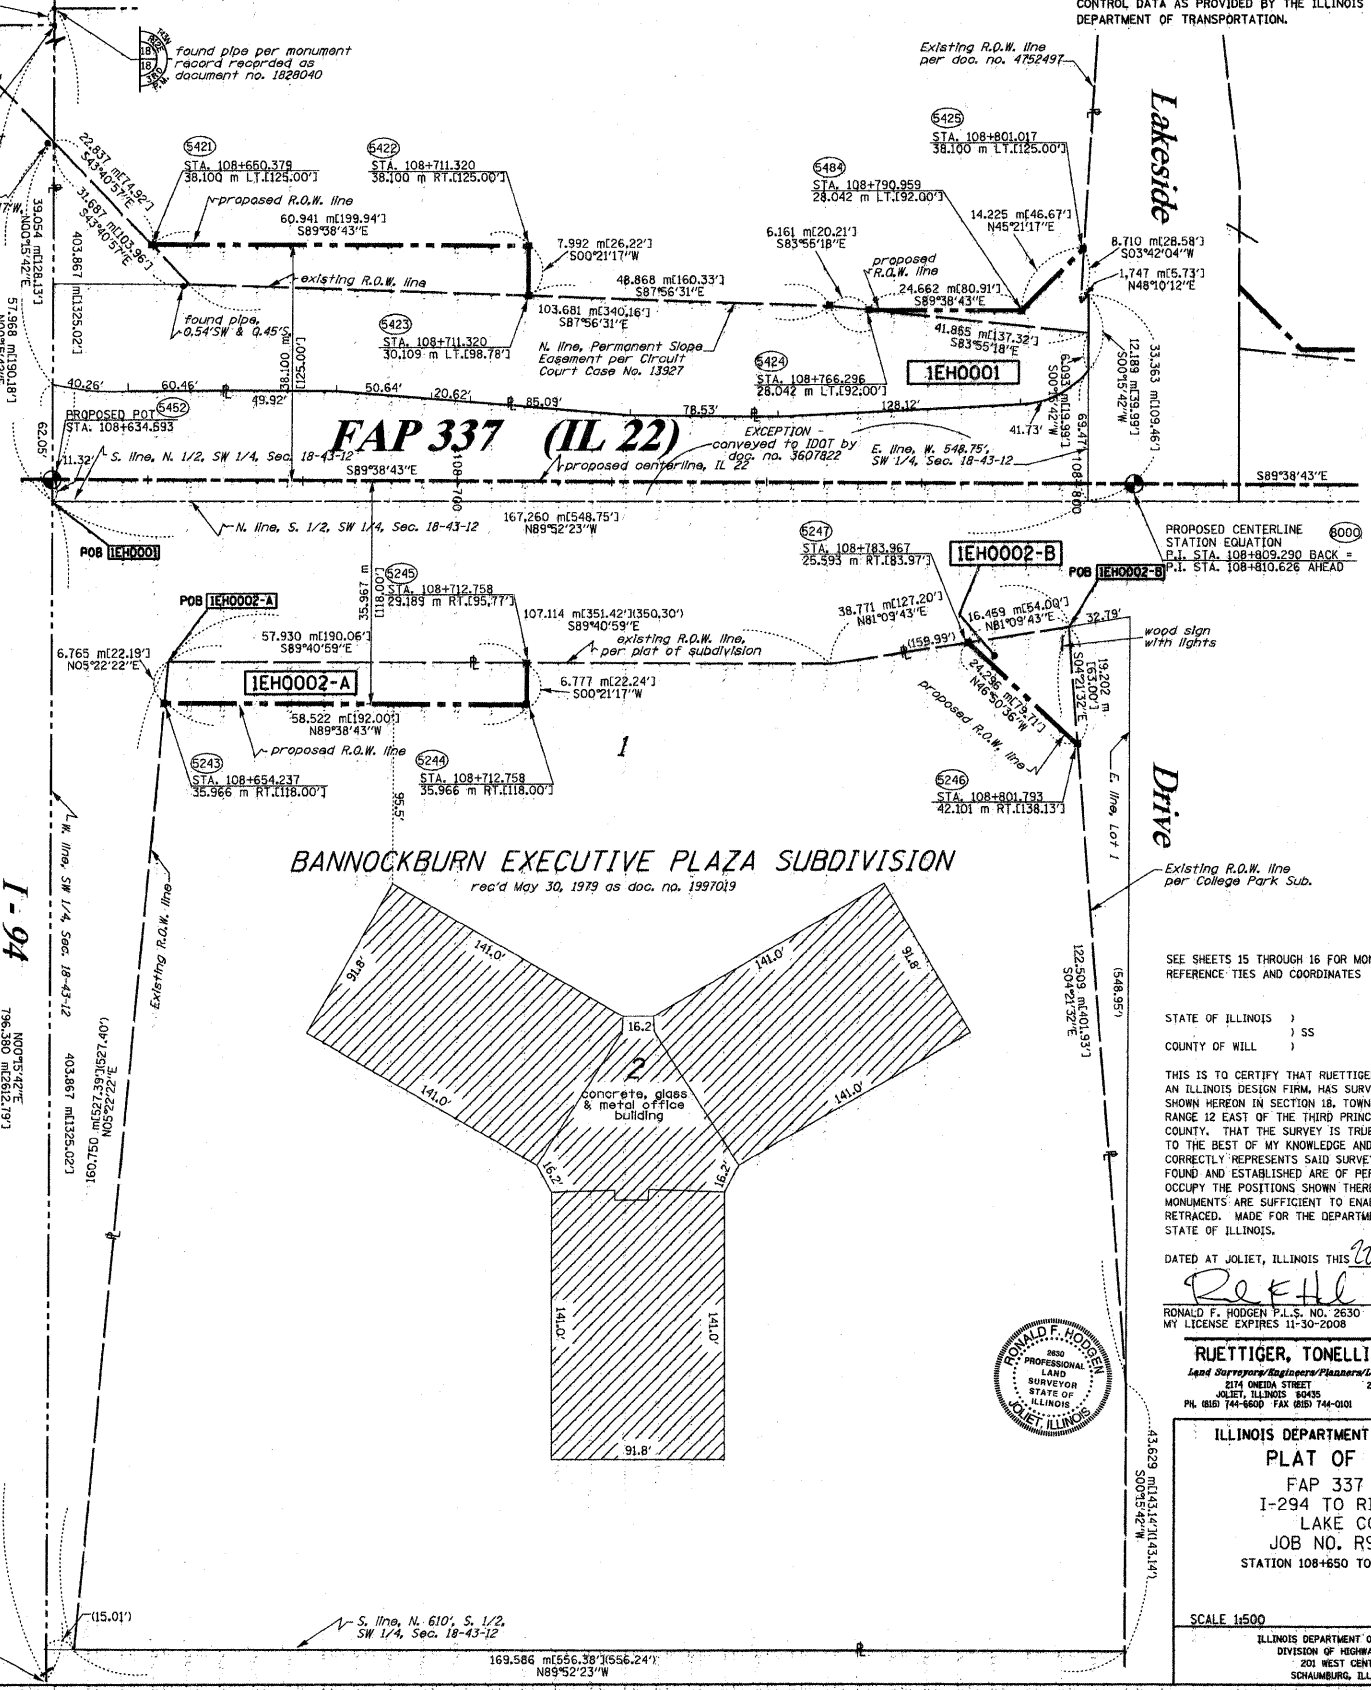 CONTROL DATA AS PROVIDED BY THE ILLINOIS
DEPARTMENT OF TRANSPORTATION.
found pipe per monument
record recorded as
document no. 1828040
Existing R.O.W. line
per doc. no. 4752497
Lakeside
5421
STA. 108+650.379
38.100 m LT.[125.00']
5422
STA. 108+711.320
38.100 m RT.[125.00']
5425
STA. 108+801.017
38.100 m LT.[125.00']
5484
STA. 108+790.959
28.042 m LT.[92.00']
22.837 m[74.92']
S43°40'57"E
31.687 m[103.96']
S43°40'57"E
proposed R.O.W. line
60.941 m[199.94']
S89°38'43"E
7.992 m[26.22']
S00°21'17"W
6.161 m[20.21']
S83°55'18"E
14.225 m[46.67']
N45°21'17"E
8.710 m[28.58']
S03°42'04"W
1.747 m[5.73']
N48°10'12"E
proposed
R.O.W. line
24.662 m[80.91']
S89°38'43"E
existing R.O.W. line
48.868 m[160.33']
S87°56'31"E
103.681 m[340.16']
S87°56'31"E
41.865 m[137.32']
S83°55'18"E
39.054 m[128.13']
N00°15'42"E
403.867 m[1325.02']
57.968 m[190.18']
found pipe,
0.54'SW & 0.45'S
38.100 m
[125.00']
5423
STA. 108+711.320
30.109 m LT.[98.78']
N. line, Permanent Slope
Easement per Circuit
Court Case No. 13927
5424
STA. 108+766.296
28.042 m LT.[92.00']
1EH0001
6.093 m[19.99']
S00°15'42"W
12.189 m[39.99']
S00°15'42"W
33.363 m[109.46']
40.26'
60.46'
49.92'
50.64'
20.62'
85.09'
78.53'
128.12'
41.73'
69.47'
62.05'
11.32'
PROPOSED POT 5452
STA. 108+634.593
FAP 337 (IL 22)
EXCEPTION -
conveyed to IDOT by
doc. no. 3607822
E. line, W. 548.75',
SW 1/4, Sec. 18-43-12
S. line, N. 1/2, SW 1/4, Sec. 18-43-12
S89°38'43"E
proposed centerline, IL 22
108+700
108+800
S89°38'43"E
N. line, S. 1/2, SW 1/4, Sec. 18-43-12
167.260 m[548.75']
N89°52'23"W
POB 1EH0001
5247
STA. 108+783.967
25.593 m RT.[83.97']
1EH0002-B
PROPOSED CENTERLINE
STATION EQUATION 8000
P.I. STA. 108+809.290 BACK =
P.I. STA. 108+810.626 AHEAD
POB 1EH0002-B
POB 1EH0002-A
35.967 m
[118.00']
5245
STA. 108+712.758
29.189 m RT.[95.77']
107.114 m[351.42'](350.30')
S89°40'59"E
existing R.O.W. line,
per plat of subdivision
38.771 m[127.20']
N81°09'43"E
16.459 m[54.00']
N81°09'43"E
32.79'
(159.99')
wood sign
with lights
57.930 m[190.06']
S89°40'59"E
6.765 m[22.19']
N05°22'22"E
1EH0002-A
6.777 m[22.24']
S00°21'17"W
24.296 m[79.71']
N46°50'36"W
19.202 m
[63.00']
S04°21'32"E
58.522 m[192.00']
N89°38'43"W
proposed R.O.W. line
proposed R.O.W. line
5243
STA. 108+654.237
35.966 m RT.[118.00']
5244
STA. 108+712.758
35.966 m RT.[118.00']
1
5246
STA. 108+801.793
42.101 m RT.[138.13']
E. line, Lot 1
Drive
95.5'
BANNOCKBURN EXECUTIVE PLAZA SUBDIVISION
rec'd May 30, 1979 as doc. no. 1997019
Existing R.O.W. line
per College Park Sub.
I-94
W. line, SW 1/4, Sec. 18-43-12
Existing R.O.W. line
N00°15'42"E
796.380 m[2612.79']
403.867 m[1325.02']
160.750 m[527.39'](527.40')
N05°22'22"E
141.0'
91.8'
141.0'
141.0'
91.8'
141.0'
16.2'
2
concrete, glass
& metal office
building
16.2'
16.2'
141.0'
141.0'
91.8'
122.509 m[401.93']
S04°21'32"E
(548.95')
SEE SHEETS 15 THROUGH 16 FOR MON
REFERENCE TIES AND COORDINATES
STATE OF ILLINOIS )
) SS
COUNTY OF WILL )
THIS IS TO CERTIFY THAT RUETTIGE
AN ILLINOIS DESIGN FIRM, HAS SURV
SHOWN HEREON IN SECTION 18, TOWN
RANGE 12 EAST OF THE THIRD PRINC
COUNTY. THAT THE SURVEY IS TRUE
TO THE BEST OF MY KNOWLEDGE AND
CORRECTLY REPRESENTS SAID SURVE
FOUND AND ESTABLISHED ARE OF PER
OCCUPY THE POSITIONS SHOWN THERE
MONUMENTS ARE SUFFICIENT TO ENAB
RETRACED. MADE FOR THE DEPARTME
STATE OF ILLINOIS.
DATED AT JOLIET, ILLINOIS THIS 22
RONALD F. HODGEN P.L.S. NO. 2630
MY LICENSE EXPIRES 11-30-2008
RONALD F. HODGEN
2630
PROFESSIONAL
LAND
SURVEYOR
STATE OF
ILLINOIS
JOLIET, ILLINOIS
RUETTIGER, TONELLI
Land Surveyors/Engineers/Planners/L
2174 ONEIDA STREET
JOLIET, ILLINOIS 60435
PH. (815) 744-6600 FAX (815) 744-0101
43.629 m[143.14'](143.14')
S00°15'42"W
ILLINOIS DEPARTMENT
PLAT OF
FAP 337
I-294 TO RI
LAKE CO
JOB NO. R9
STATION 108+650 TO
SCALE 1:500
ILLINOIS DEPARTMENT O
DIVISION OF HIGHWA
201 WEST CENT
SCHAUMBURG, ILL
(15.01')
S. line, N. 610', S. 1/2,
SW 1/4, Sec. 18-43-12
169.586 m[556.38'](556.24')
N89°52'23"W